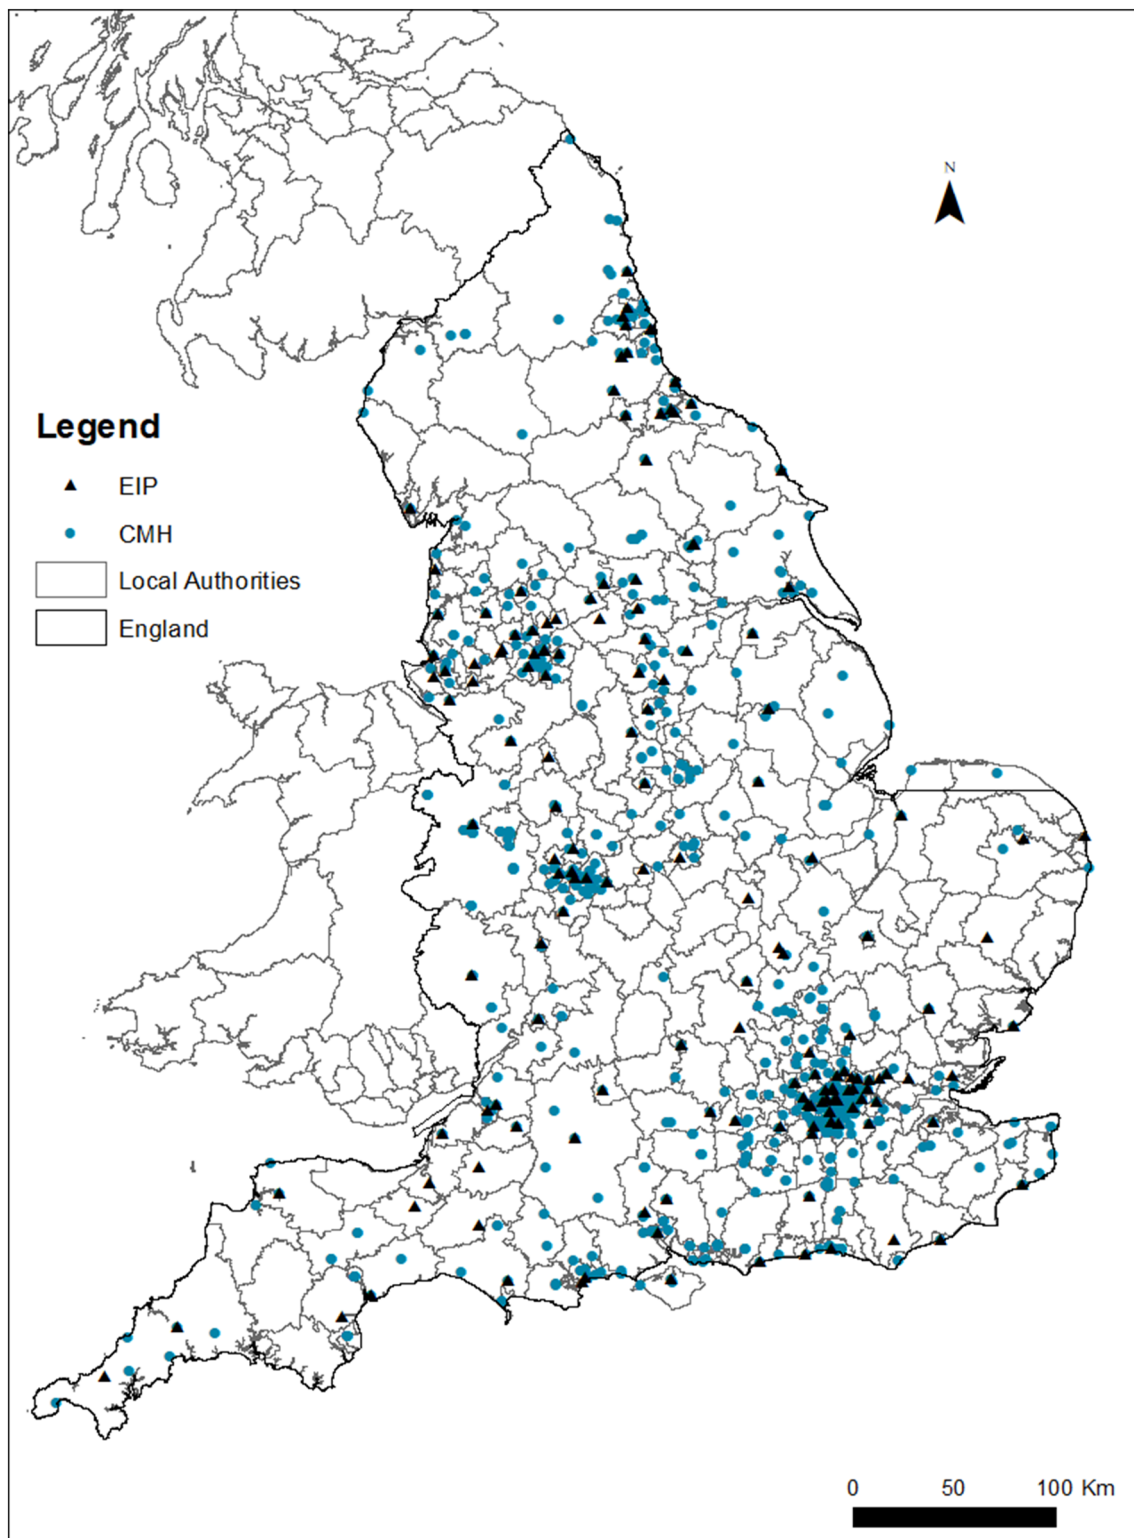 N
Legend
EIP
CMH
Local Authorities
England
0 50 100 Km